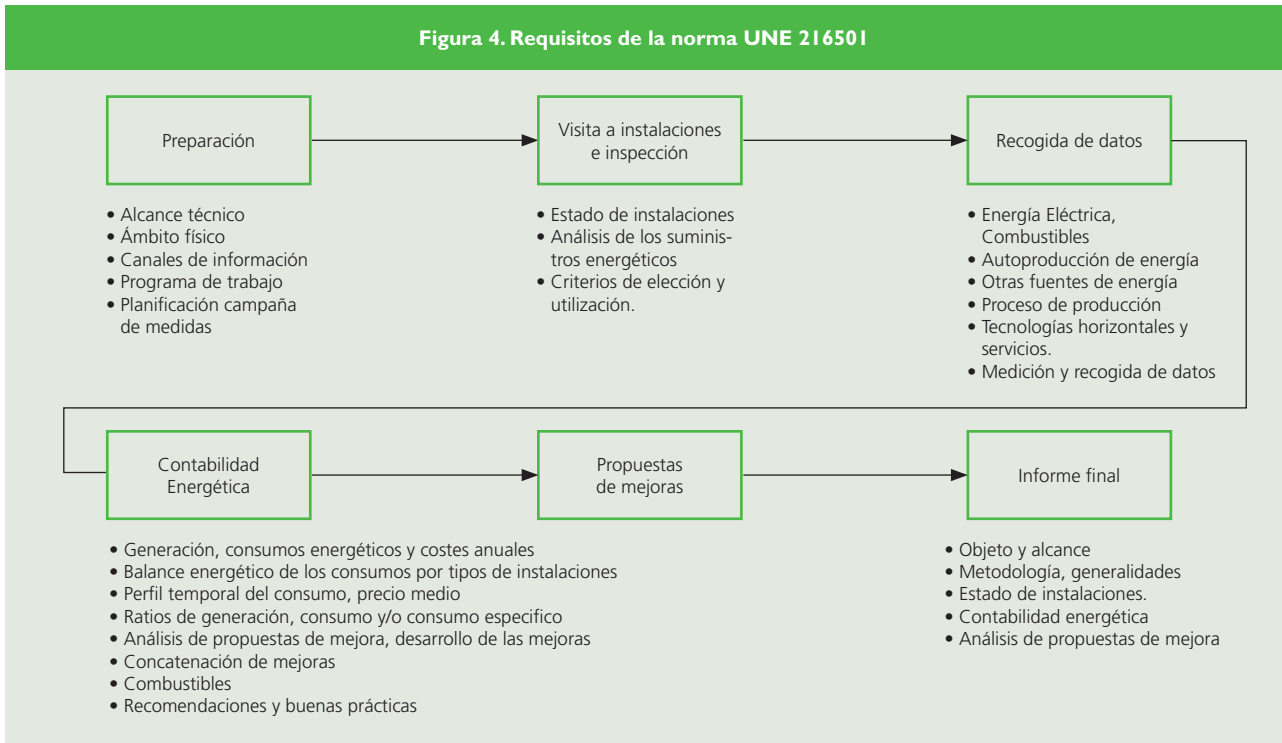 Figura 4. Requisitos de la norma UNE 216501
Preparación
• Alcance técnico
• Ámbito físico
• Canales de información
• Programa de trabajo
• Planificación campaña
de medidas
Visita a instalaciones
e inspección
• Estado de instalaciones
• Análisis de los suminis-
tros energéticos
• Criterios de elección y
utilización.
Recogida de datos
• Energía Eléctrica,
Combustibles
• Autoproducción de energía
• Otras fuentes de energía
• Proceso de producción
• Tecnologías horizontales y
servicios.
• Medición y recogida de datos
Contabilidad
Energética
Propuestas
de mejoras
• Generación, consumos energéticos y costes anuales
• Balance energético de los consumos por tipos de instalaciones
• Perfil temporal del consumo, precio medio
• Ratios de generación, consumo y/o consumo especifico
• Análisis de propuestas de mejora, desarrollo de las mejoras
• Concatenación de mejoras
• Combustibles
• Recomendaciones y buenas prácticas
Informe final
• Objeto y alcance
• Metodología, generalidades
• Estado de instalaciones.
• Contabilidad energética
• Análisis de propuestas de mejora